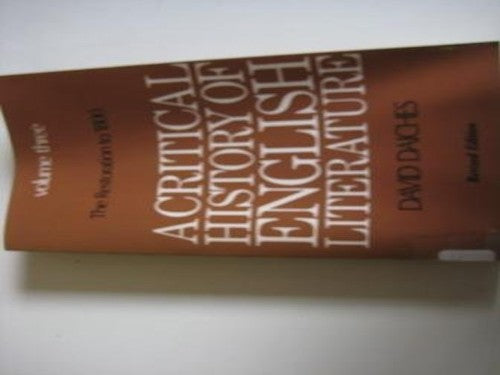 volume three
The Restoration to 1800
A CRITICAL
HISTORY OF
ENGLISH
LITERATURE
DAVID DAICHES
Revised Edition